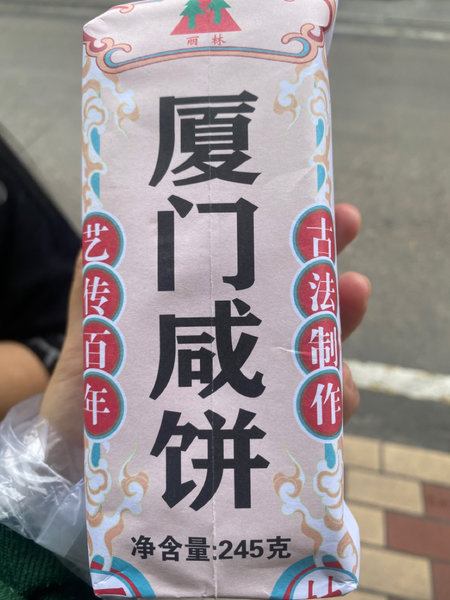 丽林
厦门咸饼
古法制作
艺传百年
净含量:245克